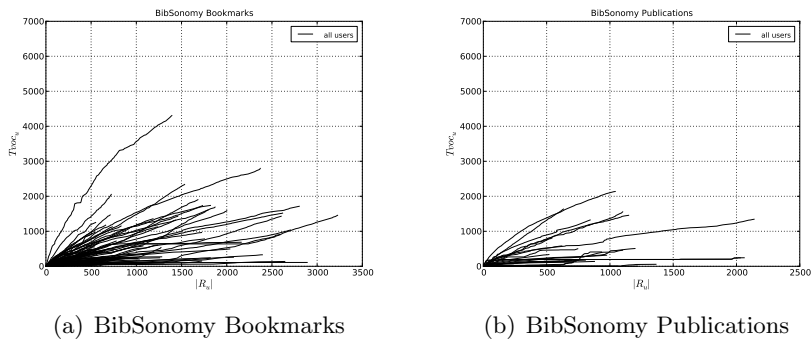 BibSonomy Bookmarks
7000
6000
5000
4000
3000
2000
1000
0
Tvoc_u
all users
0 500 1000 1500 2000 2500 3000 3500
|R_u|
(a) BibSonomy Bookmarks
BibSonomy Publications
7000
6000
5000
4000
3000
2000
1000
0
Tvoc_u
all users
0 500 1000 1500 2000 2500
|R_u|
(b) BibSonomy Publications